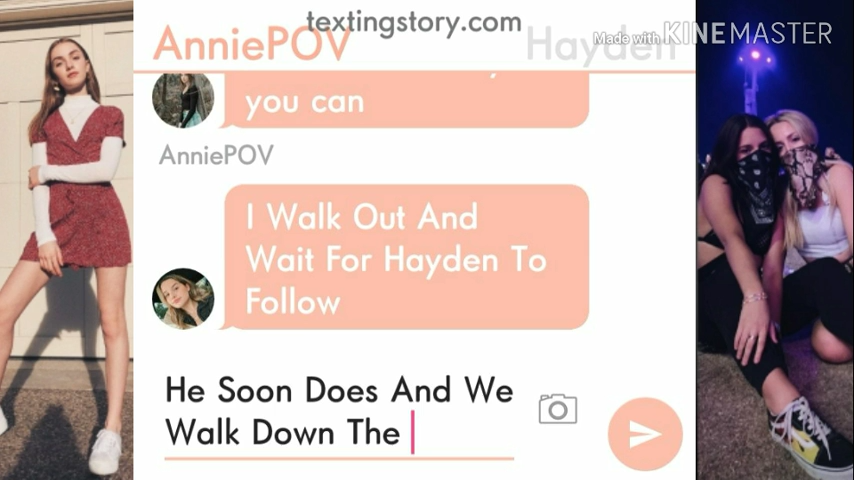 textingstory.com
AnniePOV
Hayden
Made with
KINEMASTER
you can
AnniePOV
I Walk Out And
Wait For Hayden To
Follow
He Soon Does And We
Walk Down The